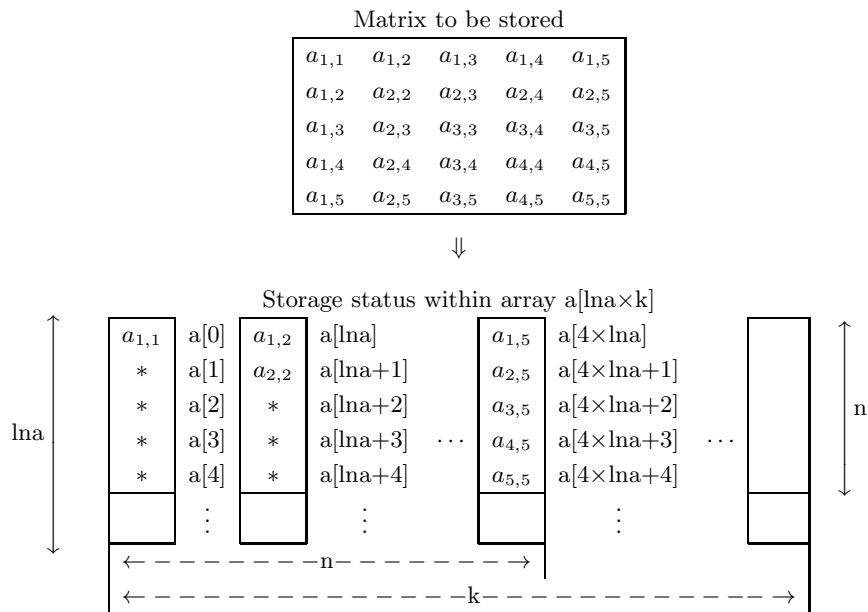 Matrix to be stored
a1,1 a1,2 a1,3 a1,4 a1,5
a1,2 a2,2 a2,3 a2,4 a2,5
a1,3 a2,3 a3,3 a3,4 a3,5
a1,4 a2,4 a3,4 a4,4 a4,5
a1,5 a2,5 a3,5 a4,5 a5,5
⇓
Storage status within array a[lna×k]
a1,1 a[0] a1,2 a[lna] a1,5 a[4×lna]
* a[1] a2,2 a[lna+1] a2,5 a[4×lna+1]
* a[2] * a[lna+2] a3,5 a[4×lna+2]
lna * a[3] * a[lna+3] ··· a4,5 a[4×lna+3] ··· n
* a[4] * a[lna+4] a5,5 a[4×lna+4]
⋮ ⋮ ⋮
n
k